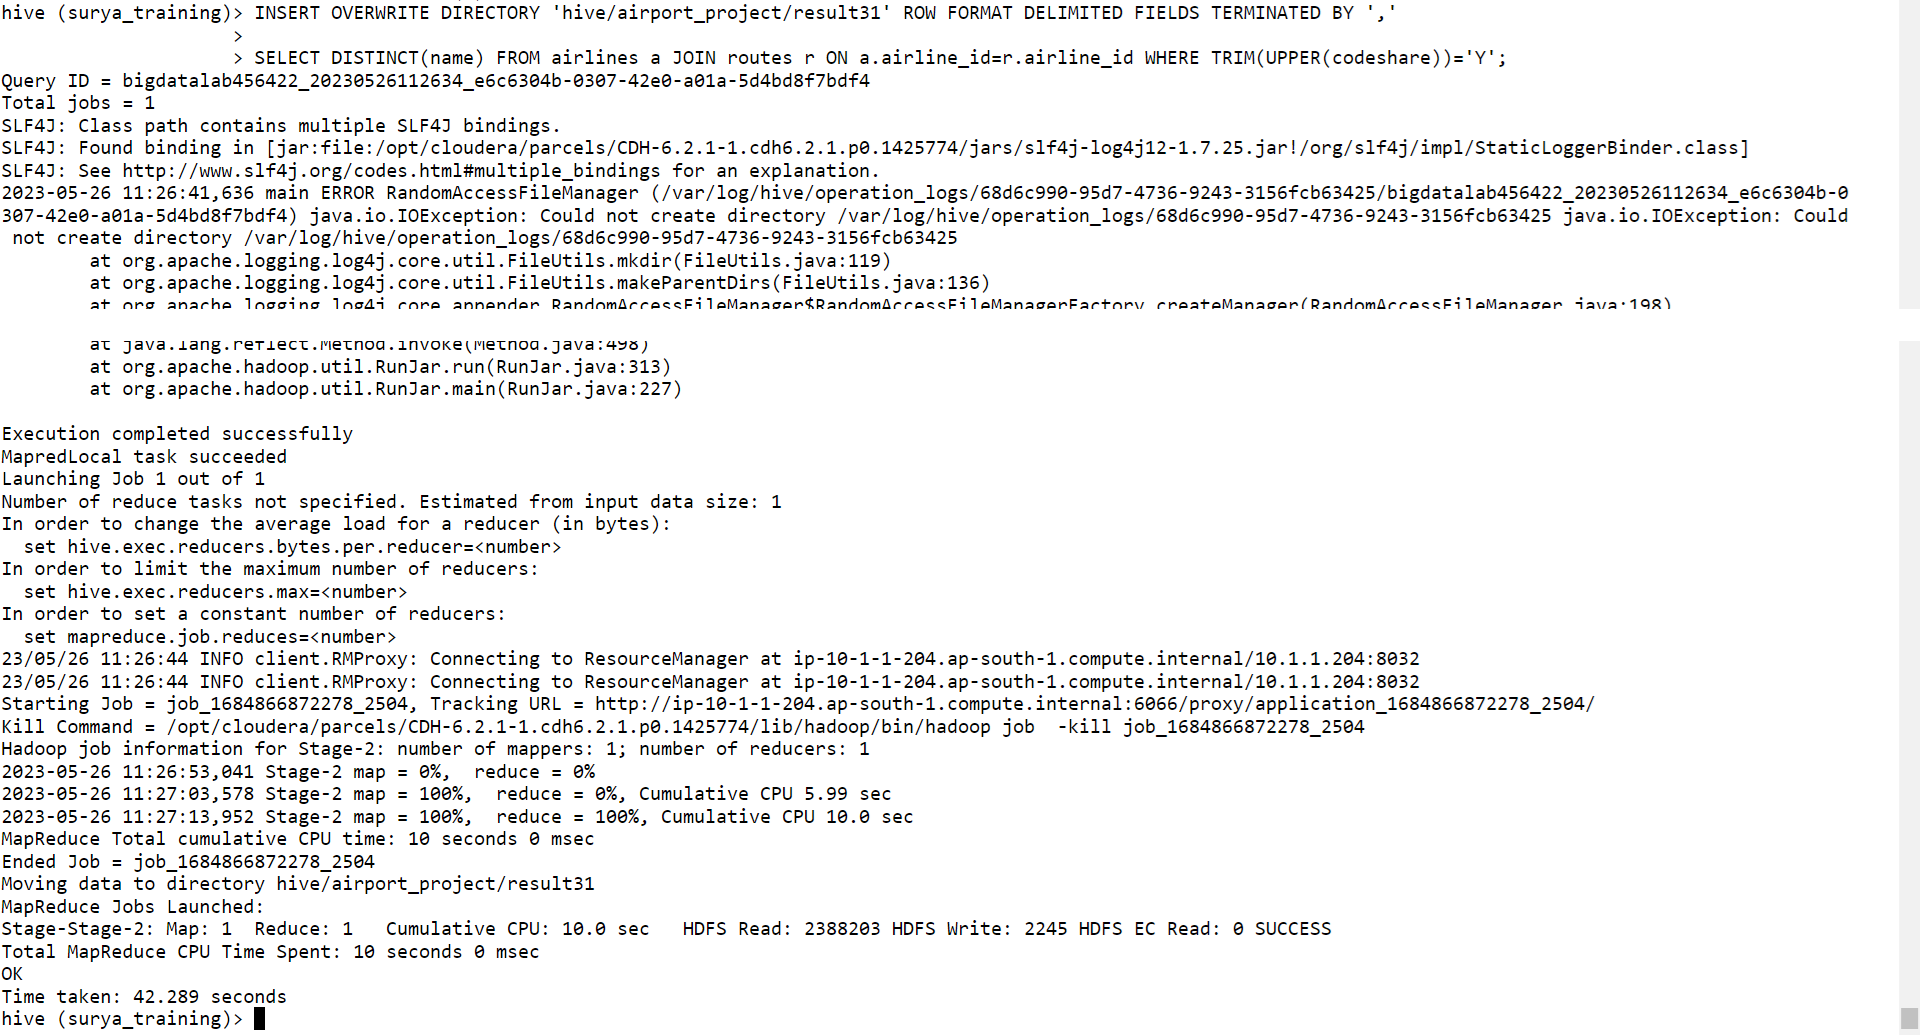 hive (surya_training)> INSERT OVERWRITE DIRECTORY 'hive/airport_project/result31' ROW FORMAT DELIMITED FIELDS TERMINATED BY ','
>
> SELECT DISTINCT(name) FROM airlines a JOIN routes r ON a.airline_id=r.airline_id WHERE TRIM(UPPER(codeshare))='Y';
Query ID = bigdatalab456422_20230526112634_e6c6304b-0307-42e0-a01a-5d4bd8f7bdf4
Total jobs = 1
SLF4J: Class path contains multiple SLF4J bindings.
SLF4J: Found binding in [jar:file:/opt/cloudera/parcels/CDH-6.2.1-1.cdh6.2.1.p0.1425774/jars/slf4j-log4j12-1.7.25.jar!/org/slf4j/impl/StaticLoggerBinder.class]
SLF4J: See http://www.slf4j.org/codes.html#multiple_bindings for an explanation.
2023-05-26 11:26:41,636 main ERROR RandomAccessFileManager (/var/log/hive/operation_logs/68d6c990-95d7-4736-9243-3156fcb63425/bigdatalab456422_20230526112634_e6c6304b-0
307-42e0-a01a-5d4bd8f7bdf4) java.io.IOException: Could not create directory /var/log/hive/operation_logs/68d6c990-95d7-4736-9243-3156fcb63425 java.io.IOException: Could
not create directory /var/log/hive/operation_logs/68d6c990-95d7-4736-9243-3156fcb63425
at org.apache.logging.log4j.core.util.FileUtils.mkdir(FileUtils.java:119)
at org.apache.logging.log4j.core.util.FileUtils.makeParentDirs(FileUtils.java:136)
at org.apache.logging.log4j.core.appender.RandomAccessFileManager$RandomAccessFileManagerFactory.createManager(RandomAccessFileManager.java:198)
at java.lang.reflect.Method.invoke(Method.java:498)
at org.apache.hadoop.util.RunJar.run(RunJar.java:313)
at org.apache.hadoop.util.RunJar.main(RunJar.java:227)
Execution completed successfully
MapredLocal task succeeded
Launching Job 1 out of 1
Number of reduce tasks not specified. Estimated from input data size: 1
In order to change the average load for a reducer (in bytes):
set hive.exec.reducers.bytes.per.reducer=<number>
In order to limit the maximum number of reducers:
set hive.exec.reducers.max=<number>
In order to set a constant number of reducers:
set mapreduce.job.reduces=<number>
23/05/26 11:26:44 INFO client.RMProxy: Connecting to ResourceManager at ip-10-1-1-204.ap-south-1.compute.internal/10.1.1.204:8032
23/05/26 11:26:44 INFO client.RMProxy: Connecting to ResourceManager at ip-10-1-1-204.ap-south-1.compute.internal/10.1.1.204:8032
Starting Job = job_1684866872278_2504, Tracking URL = http://ip-10-1-1-204.ap-south-1.compute.internal:6066/proxy/application_1684866872278_2504/
Kill Command = /opt/cloudera/parcels/CDH-6.2.1-1.cdh6.2.1.p0.1425774/lib/hadoop/bin/hadoop job  -kill job_1684866872278_2504
Hadoop job information for Stage-2: number of mappers: 1; number of reducers: 1
2023-05-26 11:26:53,041 Stage-2 map = 0%,  reduce = 0%
2023-05-26 11:27:03,578 Stage-2 map = 100%,  reduce = 0%, Cumulative CPU 5.99 sec
2023-05-26 11:27:13,952 Stage-2 map = 100%,  reduce = 100%, Cumulative CPU 10.0 sec
MapReduce Total cumulative CPU time: 10 seconds 0 msec
Ended Job = job_1684866872278_2504
Moving data to directory hive/airport_project/result31
MapReduce Jobs Launched:
Stage-Stage-2: Map: 1  Reduce: 1   Cumulative CPU: 10.0 sec   HDFS Read: 2388203 HDFS Write: 2245 HDFS EC Read: 0 SUCCESS
Total MapReduce CPU Time Spent: 10 seconds 0 msec
OK
Time taken: 42.289 seconds
hive (surya_training)>